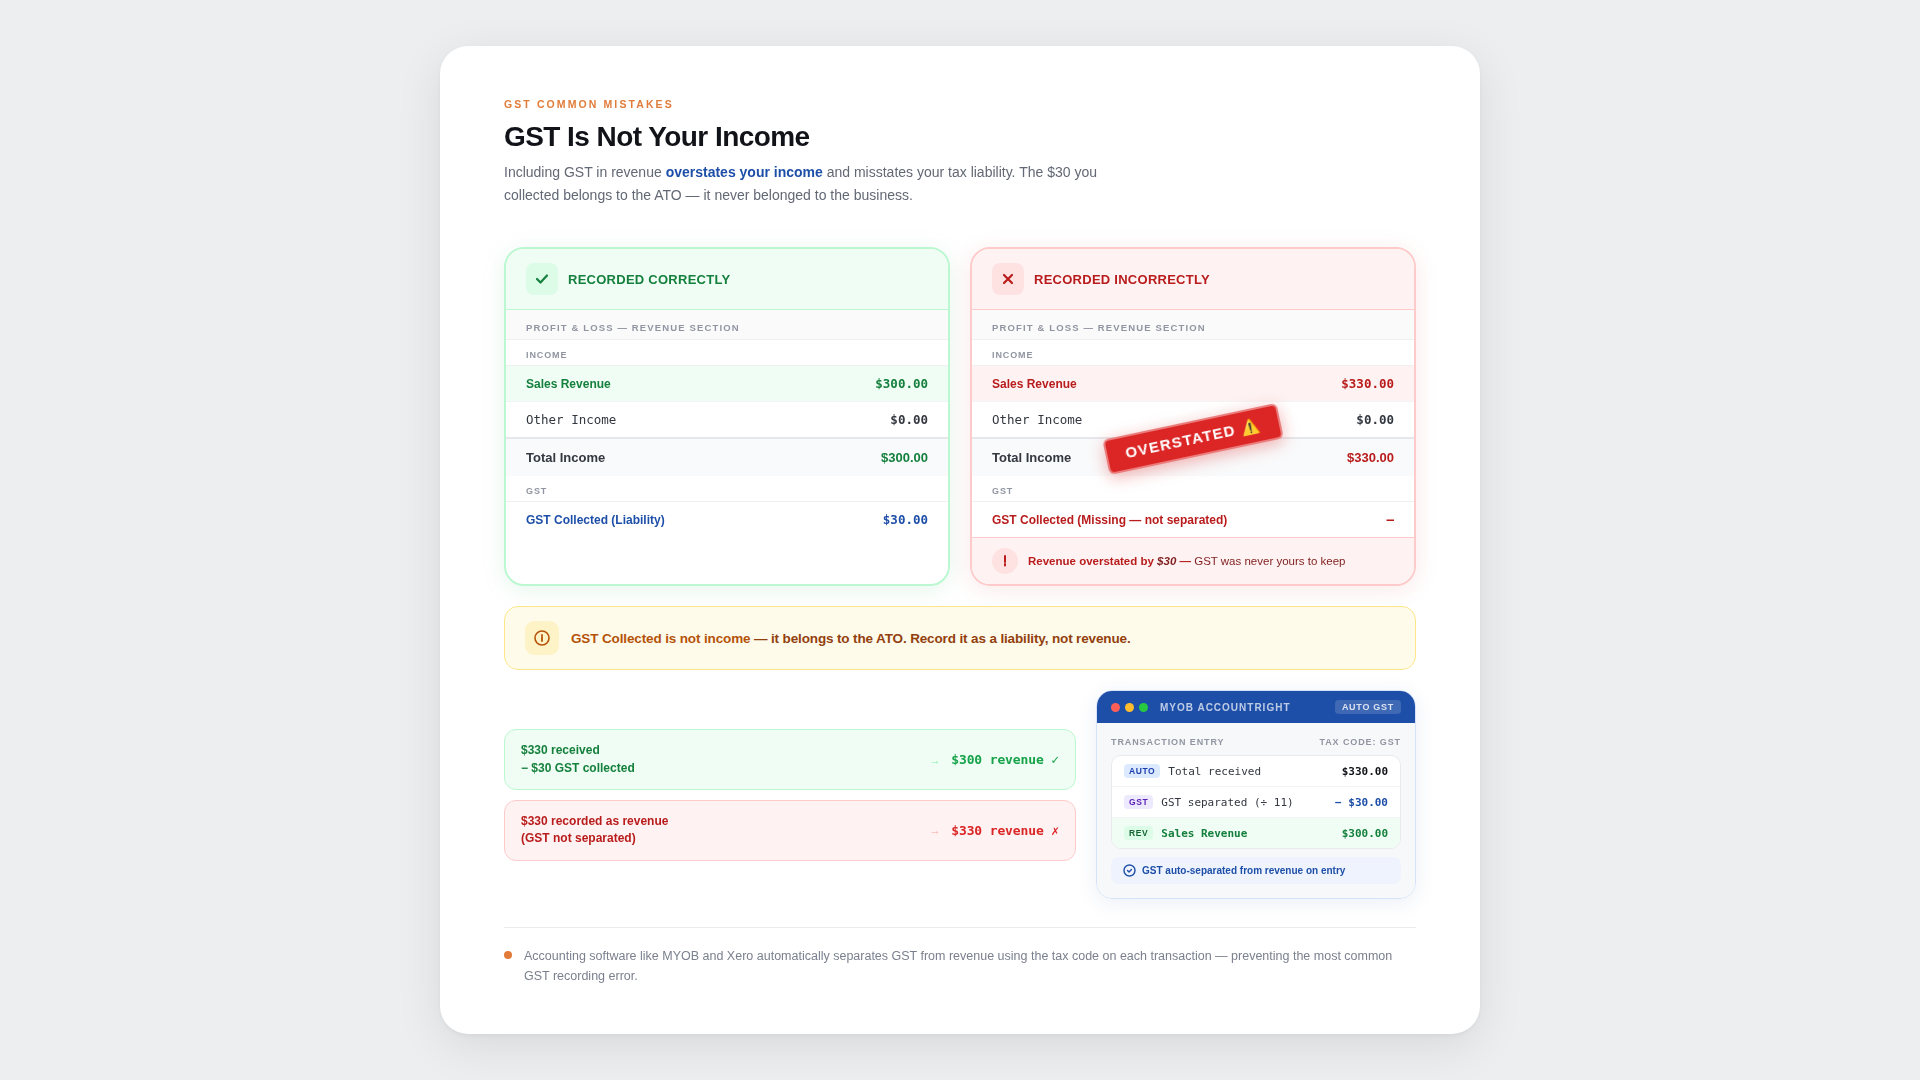 GST COMMON MISTAKES
GST Is Not Your Income
Including GST in revenue overstates your income and misstates your tax liability. The $30 you
collected belongs to the ATO — it never belonged to the business.
RECORDED CORRECTLY
PROFIT & LOSS — REVENUE SECTION
INCOME
Sales Revenue $300.00
Other Income $0.00
Total Income $300.00
GST
GST Collected (Liability) $30.00
RECORDED INCORRECTLY
PROFIT & LOSS — REVENUE SECTION
INCOME
Sales Revenue $330.00
Other Income $0.00
OVERSTATED ⚠️
Total Income $330.00
GST
GST Collected (Missing — not separated) –
Revenue overstated by $30 — GST was never yours to keep
GST Collected is not income — it belongs to the ATO. Record it as a liability, not revenue.
$330 received
− $30 GST collected
→ $300 revenue ✓
$330 recorded as revenue
(GST not separated)
→ $330 revenue ✗
MYOB ACCOUNTRIGHT AUTO GST
TRANSACTION ENTRY TAX CODE: GST
AUTO Total received $330.00
GST GST separated (÷ 11) − $30.00
REV Sales Revenue $300.00
GST auto-separated from revenue on entry
Accounting software like MYOB and Xero automatically separates GST from revenue using the tax code on each transaction — preventing the most common
GST recording error.